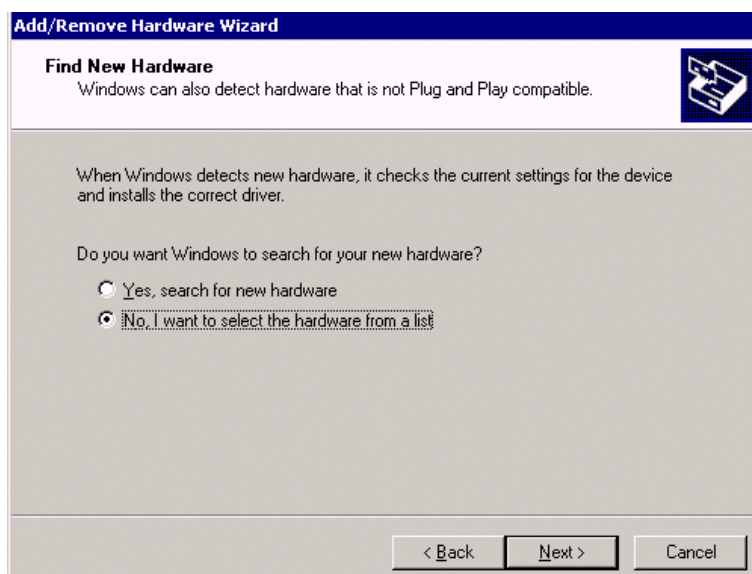 Add/Remove Hardware Wizard
Find New Hardware
Windows can also detect hardware that is not Plug and Play compatible.
When Windows detects new hardware, it checks the current settings for the device
and installs the correct driver.
Do you want Windows to search for your new hardware?
Yes, search for new hardware
No, I want to select the hardware from a list
< Back
Next >
Cancel